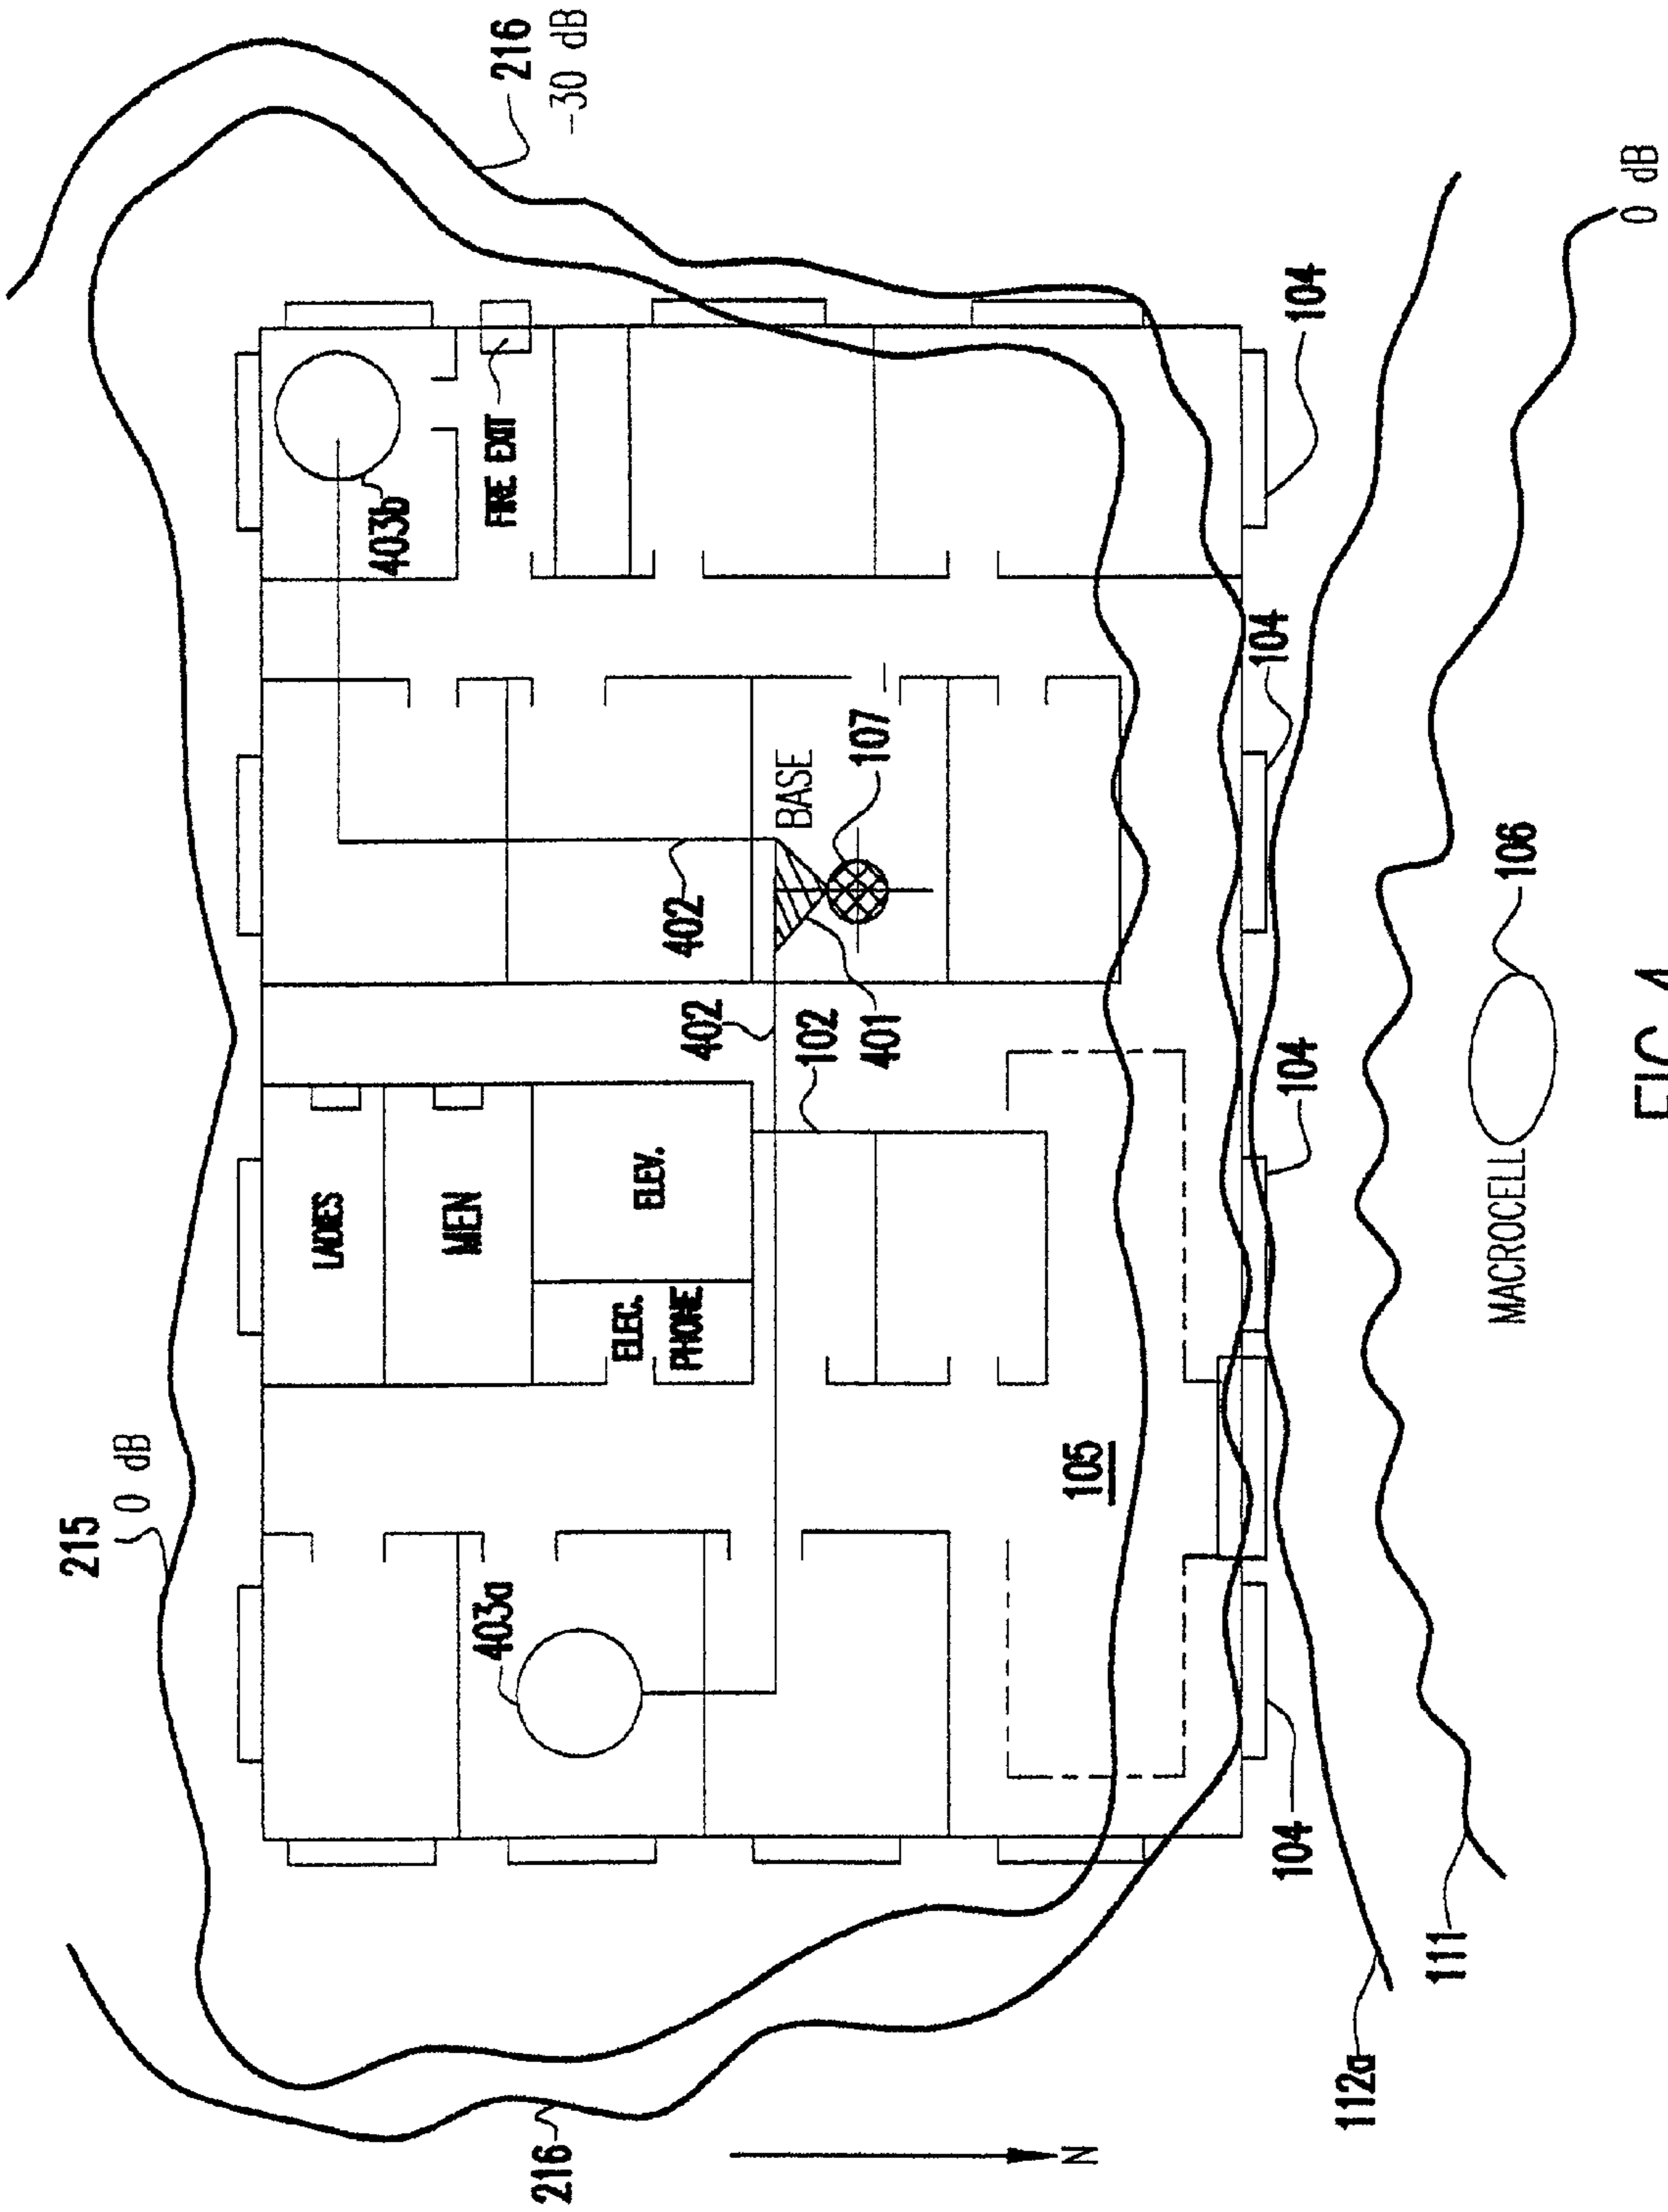 216
-30 dB
215
0 dB
403b
FIRE EXIT
LADIES
MEN
ELEV.
ELEC.
PHONE
403a
402
BASE
107
402
102
401
105
104
104
104
104
106
MACROCELL
0 dB
112a
111
216
N
FIG.4